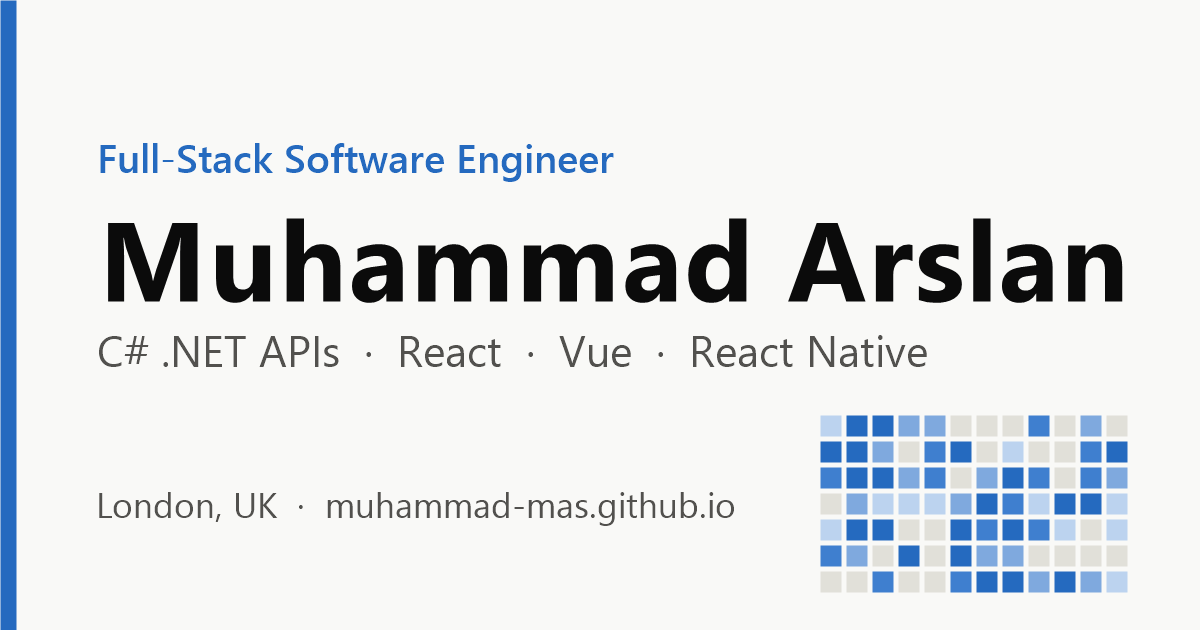 Full-Stack Software Engineer
Muhammad Arslan
C# .NET APIs · React · Vue · React Native
London, UK · muhammad-mas.github.io